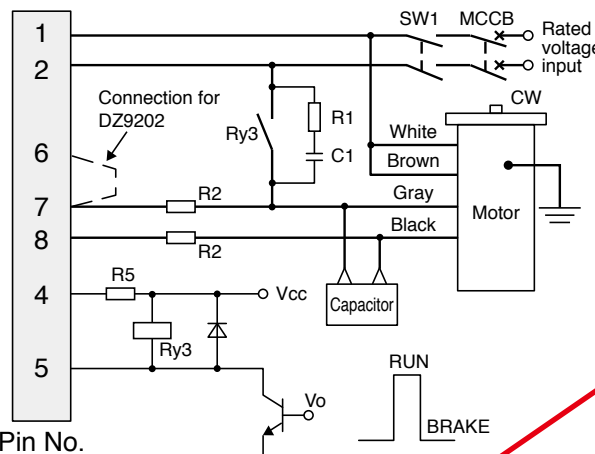 SW1 MCCB
1
Rated
voltage
input
2
Connection for
DZ9202
CW
R1
Ry3
White
C1
Brown
6
R2
Gray
7
Motor
Black
8
R2
R5
4
Vcc
Capacitor
Ry3
5
RUN
Vo
BRAKE
Pin No.